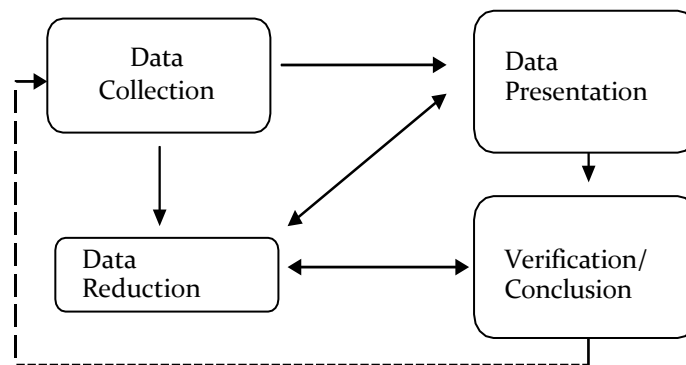 Data
Collection
Data
Presentation
Data
Reduction
Verification/
Conclusion